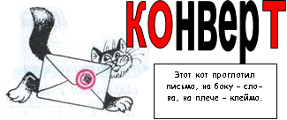 конверТ
Этот кот проглотил
письмо, на боку – сло-
ва, на плече – клеймо.